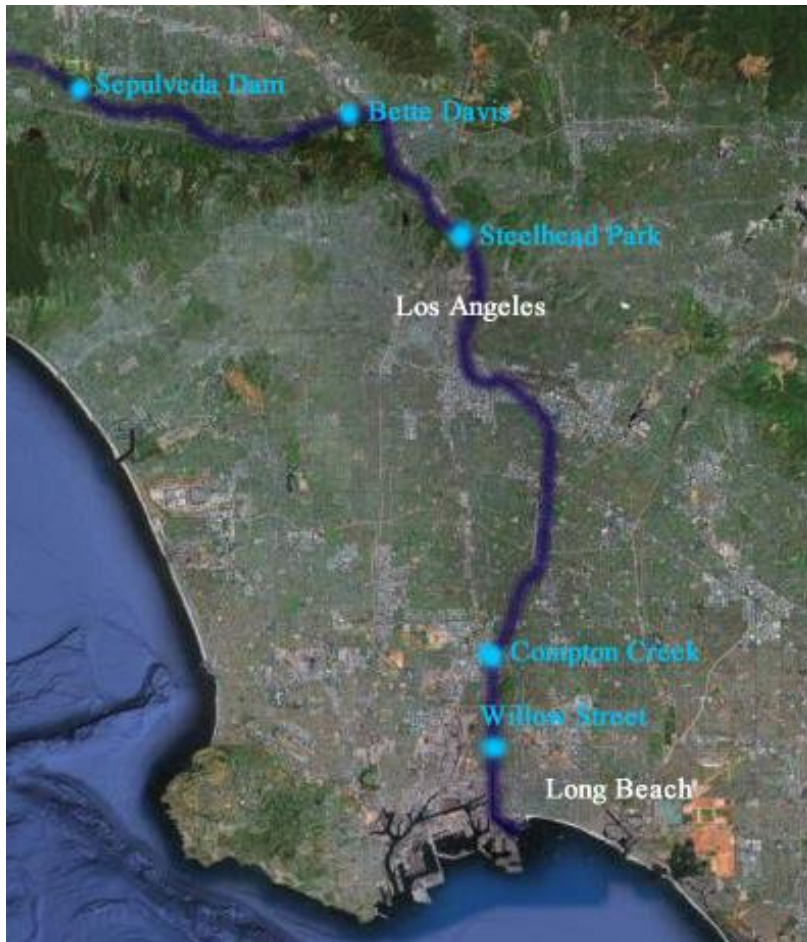 Sepulveda Dam
Bette Davis
Steelhead Park
Los Angeles
Compton Creek
Willow Street
Long Beach